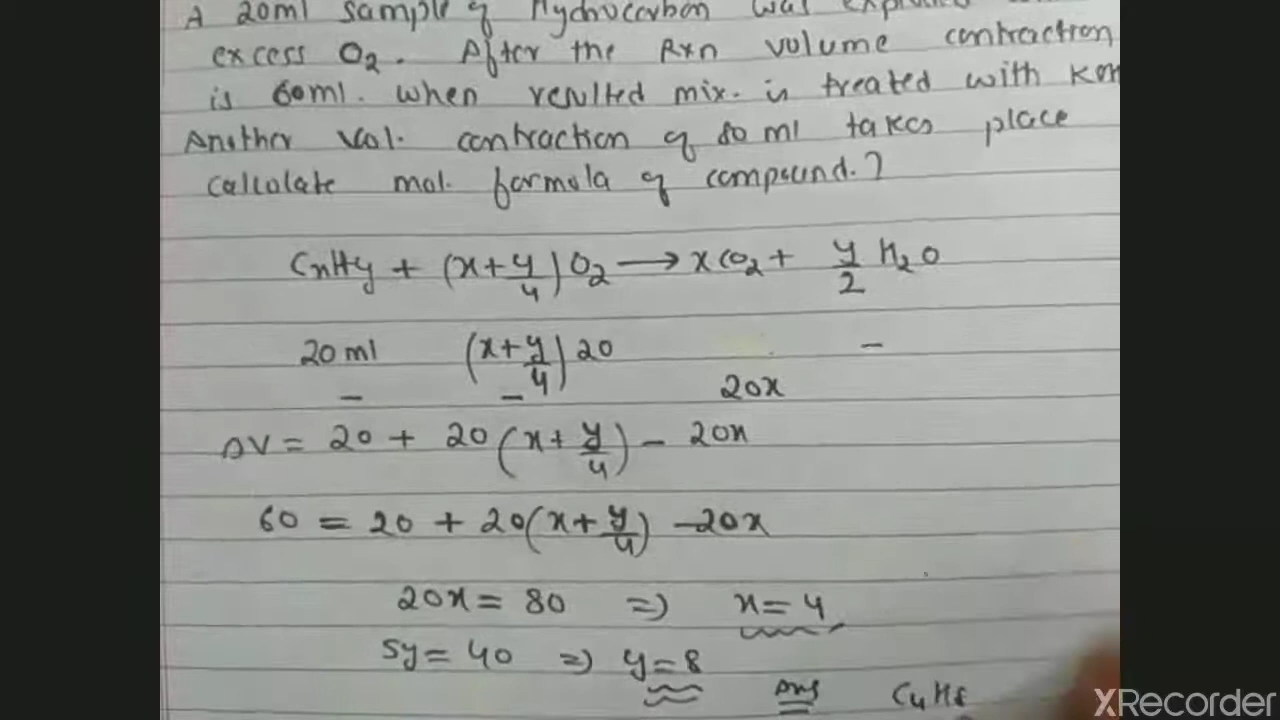 A 20ml sample of Hydrocarbon was
excess O2. After the Rxn volume contraction
is 60ml. when resulted mix. is treated with KOH
Another Vol. contraction of 80 ml takes place
calculate mol. formula of compound.?
CxHy + (x+y/4)O2 → xCO2 + y/2 H2O
20ml (x+y/4)20 –
– – 20x
ΔV = 20 + 20(x+y/4) – 20x
60 = 20 + 20(x+y/4) – 20x
20x = 80 => x = 4
5y = 40 => y = 8
Ans C4H8
XRecorder